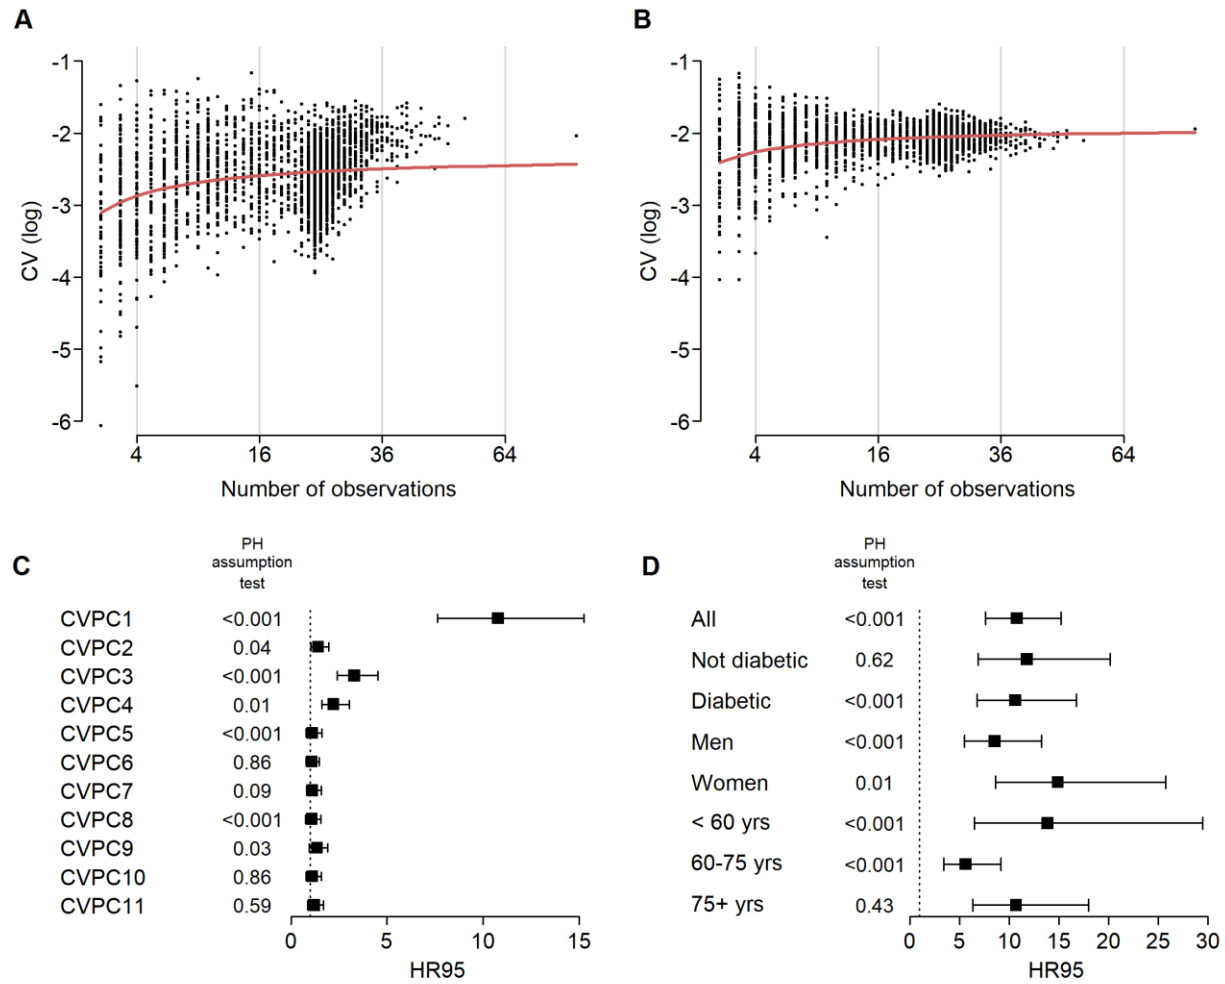 A
B
-1
-2
-3
-4
-5
-6
CV (log)
4 16 36 64
Number of observations
-1
-2
-3
-4
-5
-6
CV (log)
4 16 36 64
Number of observations
C
PH
assumption
test
CVPC1 <0.001
CVPC2 0.04
CVPC3 <0.001
CVPC4 0.01
CVPC5 <0.001
CVPC6 0.86
CVPC7 0.09
CVPC8 <0.001
CVPC9 0.03
CVPC10 0.86
CVPC11 0.59
0 5 10 15
HR95
D
PH
assumption
test
All <0.001
Not diabetic 0.62
Diabetic <0.001
Men <0.001
Women 0.01
< 60 yrs <0.001
60-75 yrs <0.001
75+ yrs 0.43
0 5 10 15 20 25 30
HR95